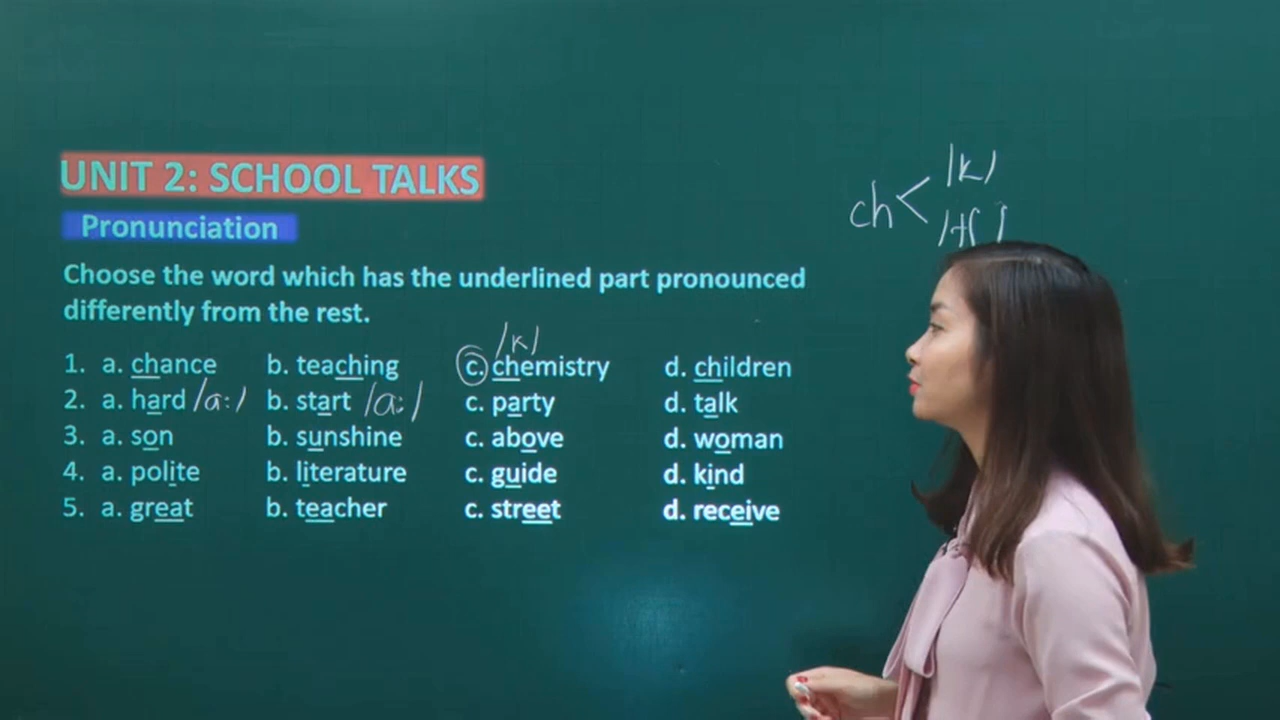 UNIT 2: SCHOOL TALKS
Pronunciation
Choose the word which has the underlined part pronounced
differently from the rest.
ch < /k/
/tʃ/
/k/
1. a. chance b. teaching c. chemistry d. children
2. a. hard /a:/ b. start /a:/ c. party d. talk
3. a. son b. sunshine c. above d. woman
4. a. polite b. literature c. guide d. kind
5. a. great b. teacher c. street d. receive